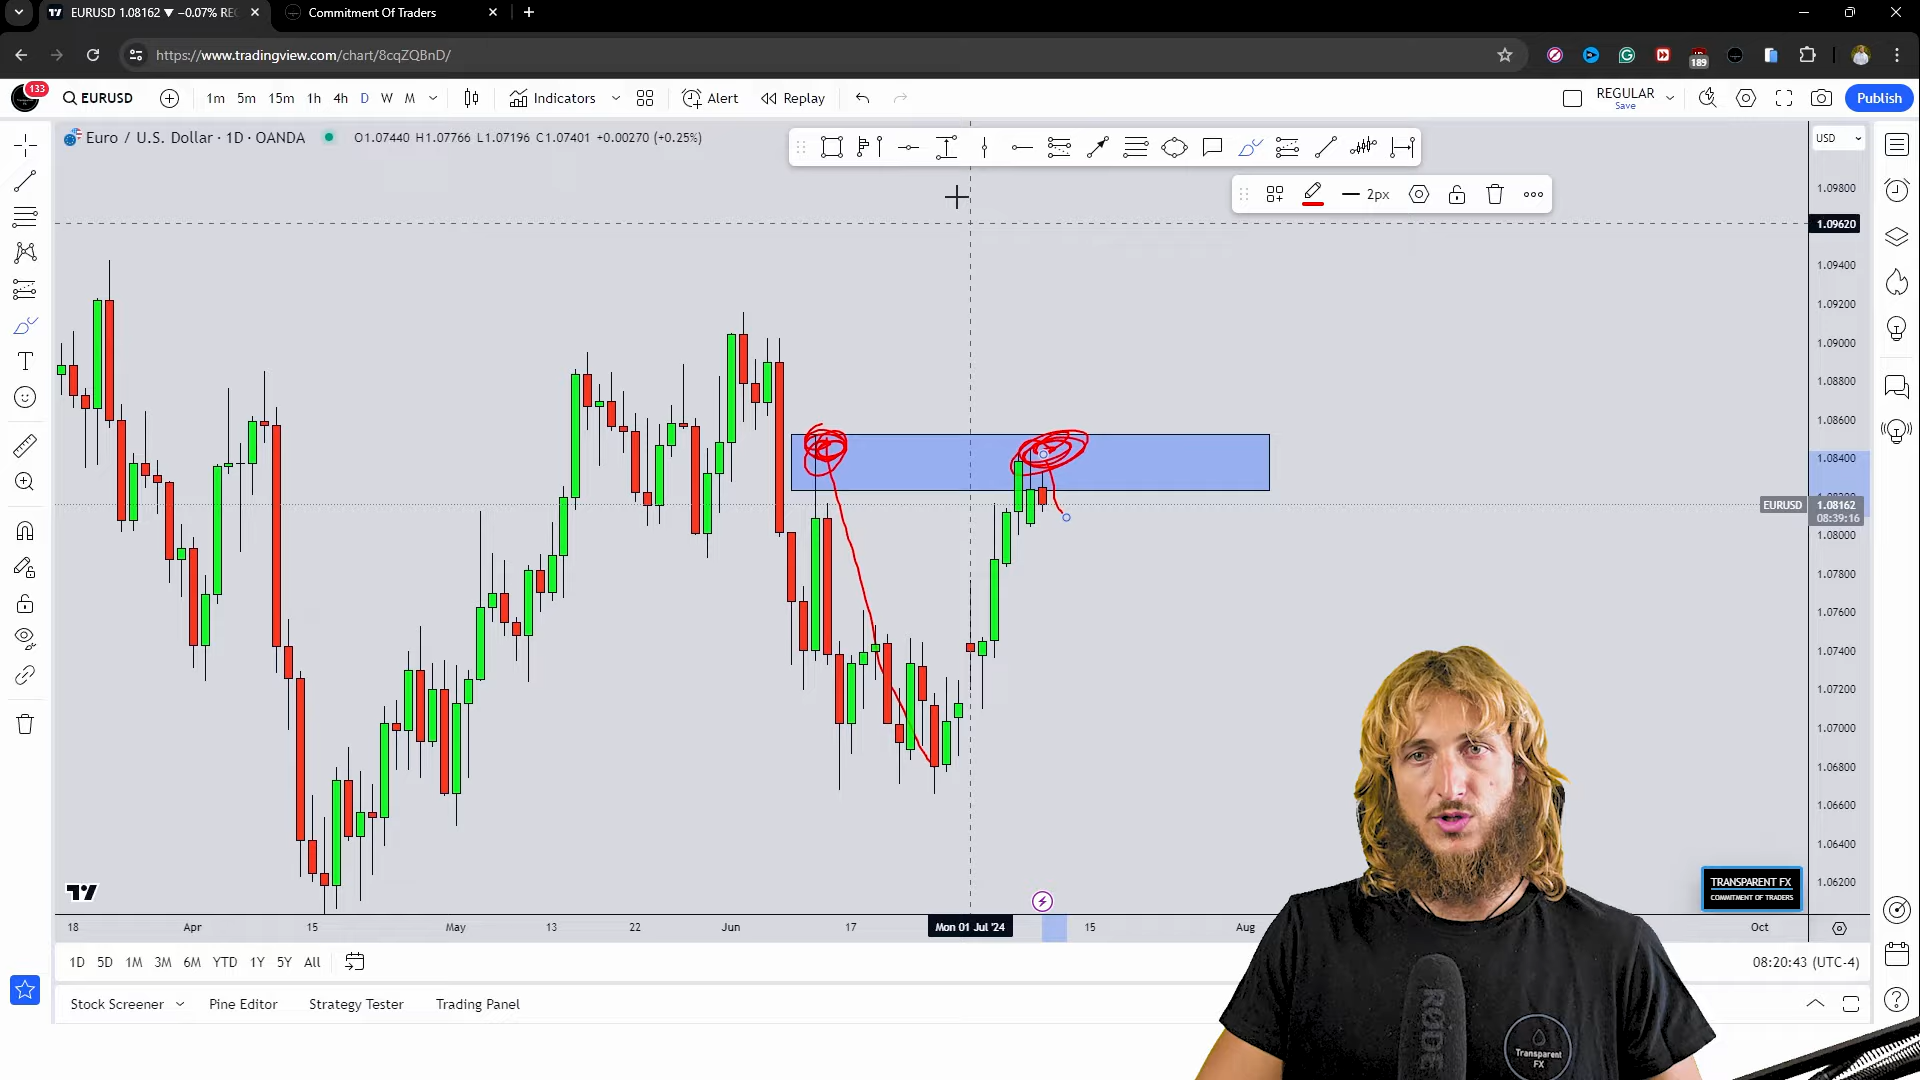 EURUSD 1.08162 ▼ −0.07% REG
Commitment Of Traders
https://www.tradingview.com/chart/8cqZQBnD/
189
133
EURUSD
1m 5m 15m 1h 4h D W M
Indicators
Alert
Replay
REGULAR
Save
Publish
Euro / U.S. Dollar · 1D · OANDA
O1.07440 H1.07766 L1.07196 C1.07401 +0.00270 (+0.25%)
USD
2px
1.09800
1.09620
1.09400
1.09200
1.09000
1.08800
1.08600
1.08400
EURUSD 1.08162
08:39:16
1.08000
1.07800
1.07600
1.07400
1.07200
1.07000
1.06800
1.06600
1.06400
1.06200
TRANSPARENT FX
COMMITMENT OF TRADERS
18 Apr 15 May 13 22 Jun 17 Mon 01 Jul '24 15 Aug Oct
1D 5D 1M 3M 6M YTD 1Y 5Y All
08:20:43 (UTC-4)
Stock Screener Pine Editor Strategy Tester Trading Panel
RØDE
Transparent
FX